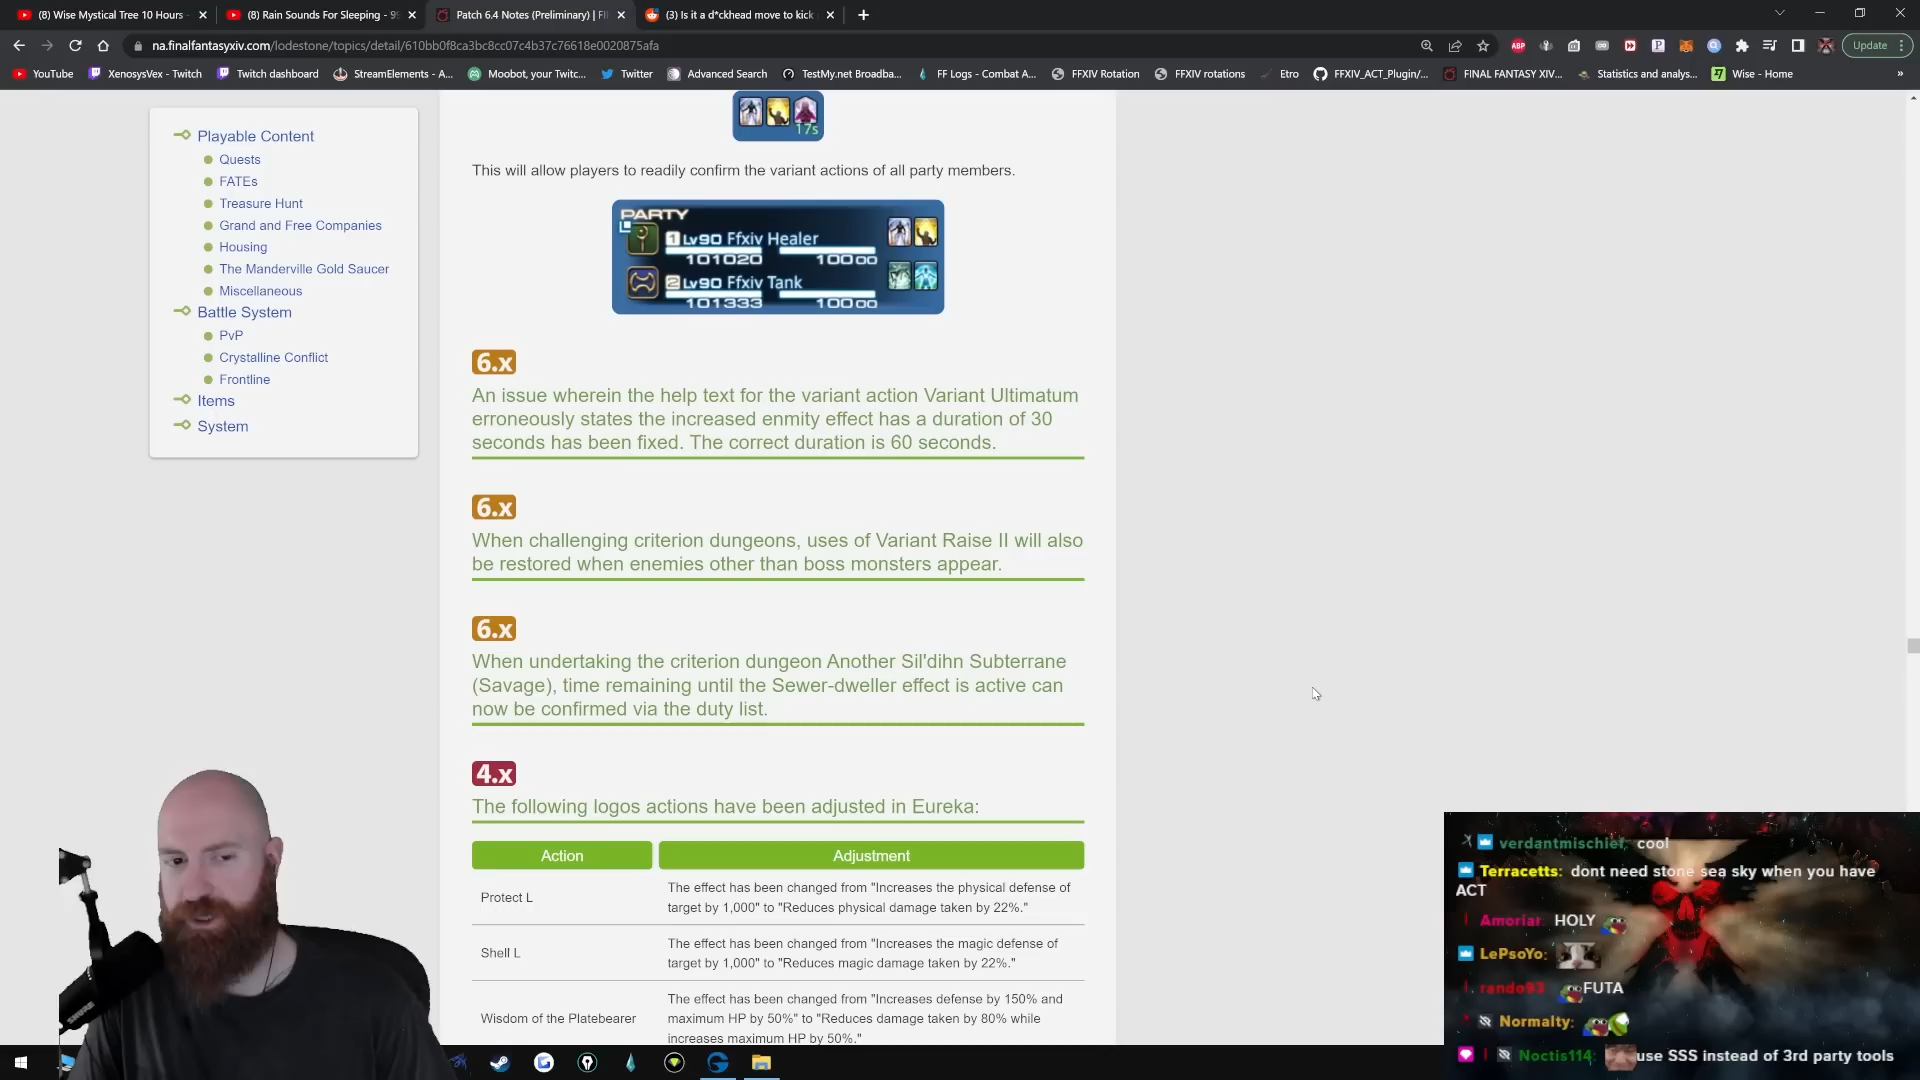 (8) Wise Mystical Tree 10 Hours -
(8) Rain Sounds For Sleeping - 99
Patch 6.4 Notes (Preliminary) | FI
(3) Is it a d*ckhead move to kick
na.finalfantasyxiv.com/lodestone/topics/detail/610bb0f8ca3bc8cc07c4b37c76618e0020875afa
ABP
Update
YouTube
XenosysVex - Twitch
Twitch dashboard
StreamElements - A...
Moobot, your Twitc...
Twitter
Advanced Search
TestMy.net Broadba...
FF Logs - Combat A...
FFXIV Rotation
FFXIV rotations
Etro
FFXIV_ACT_Plugin/...
FINAL FANTASY XIV...
Statistics and analys...
Wise - Home
Playable Content
Quests
FATEs
Treasure Hunt
Grand and Free Companies
Housing
The Manderville Gold Saucer
Miscellaneous
Battle System
PvP
Crystalline Conflict
Frontline
Items
System
17s
This will allow players to readily confirm the variant actions of all party members.
PARTY
1 Lv90 Ffxiv Healer
101020 10000
2 Lv90 Ffxiv Tank
101333 10000
6.x
An issue wherein the help text for the variant action Variant Ultimatum
erroneously states the increased enmity effect has a duration of 30
seconds has been fixed. The correct duration is 60 seconds.
6.x
When challenging criterion dungeons, uses of Variant Raise II will also
be restored when enemies other than boss monsters appear.
6.x
When undertaking the criterion dungeon Another Sil'dihn Subterrane
(Savage), time remaining until the Sewer-dweller effect is active can
now be confirmed via the duty list.
4.x
The following logos actions have been adjusted in Eureka:
Action
Adjustment
Protect L
The effect has been changed from "Increases the physical defense of
target by 1,000" to "Reduces physical damage taken by 22%."
Shell L
The effect has been changed from "Increases the magic defense of
target by 1,000" to "Reduces magic damage taken by 22%."
Wisdom of the Platebearer
The effect has been changed from "Increases defense by 150% and
maximum HP by 50%" to "Reduces damage taken by 80% while
increases maximum HP by 50%."
SHURE
verdantmischief: cool
Terracetts: dont need stone sea sky when you have
ACT
Amoriar: HOLY
LePsoYo:
rando93 FUTA
Normalty:
Noctis114: use SSS instead of 3rd party tools